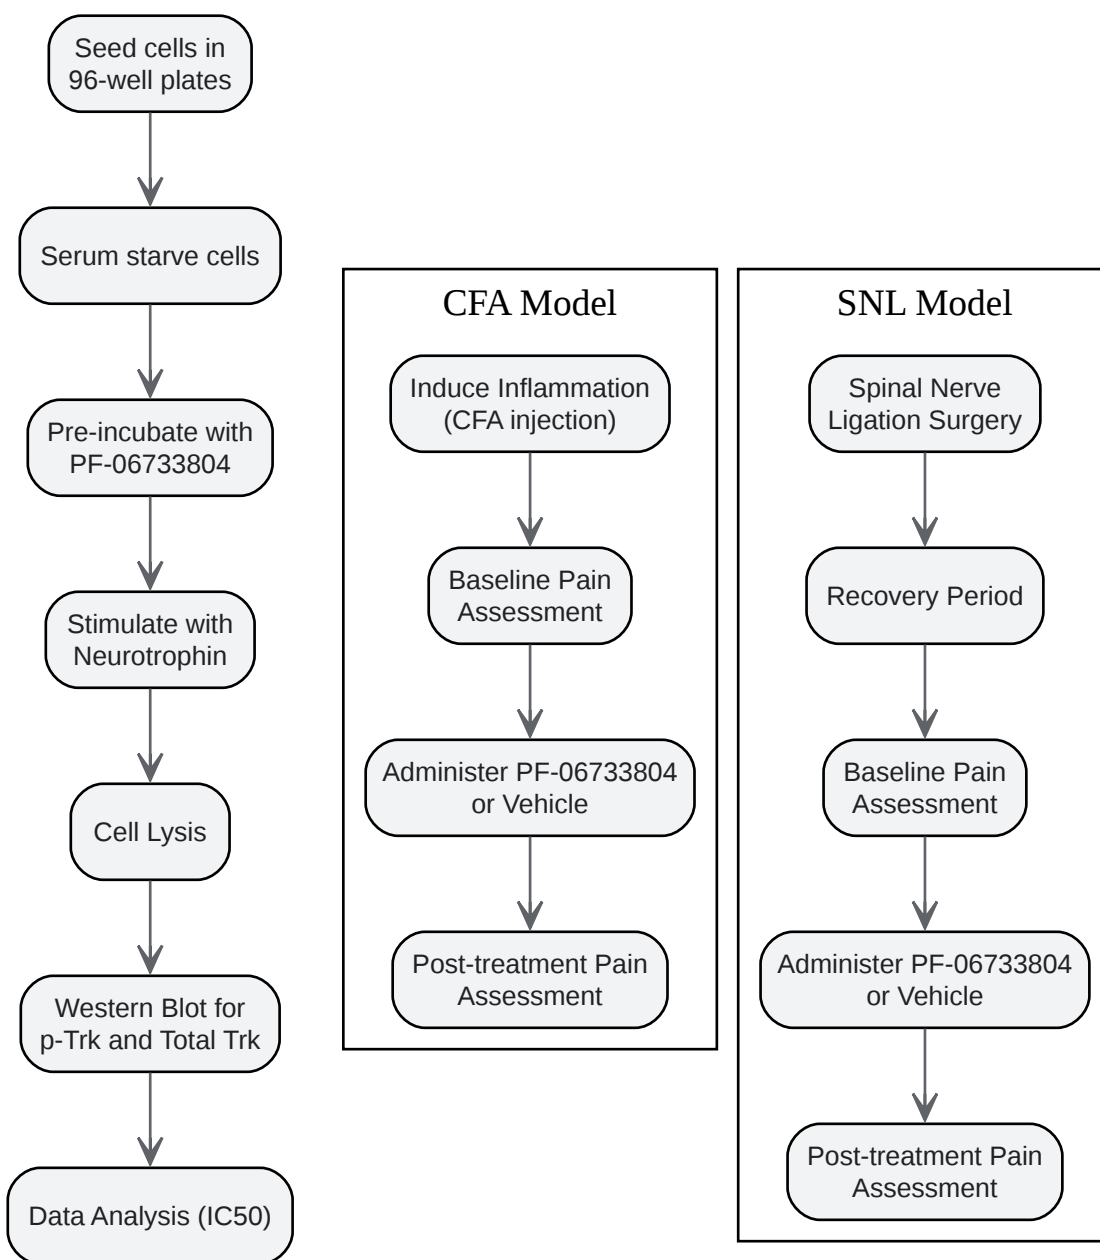 Seed cells in
96-well plates
Serum starve cells
Pre-incubate with
PF-06733804
Stimulate with
Neurotrophin
Cell Lysis
Western Blot for
p-Trk and Total Trk
Data Analysis (IC50)
CFA Model
Induce Inflammation
(CFA injection)
Baseline Pain
Assessment
Administer PF-06733804
or Vehicle
Post-treatment Pain
Assessment
SNL Model
Spinal Nerve
Ligation Surgery
Recovery Period
Baseline Pain
Assessment
Administer PF-06733804
or Vehicle
Post-treatment Pain
Assessment